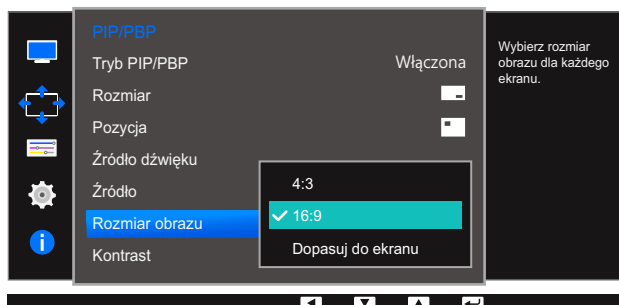 PIP/PBP
Tryb PIP/PBP Włączona
Rozmiar
Pozycja
Źródło dźwięku
Źródło
Rozmiar obrazu
Kontrast
4:3
16:9
Dopasuj do ekranu
Wybierz rozmiar
obrazu dla każdego
ekranu.